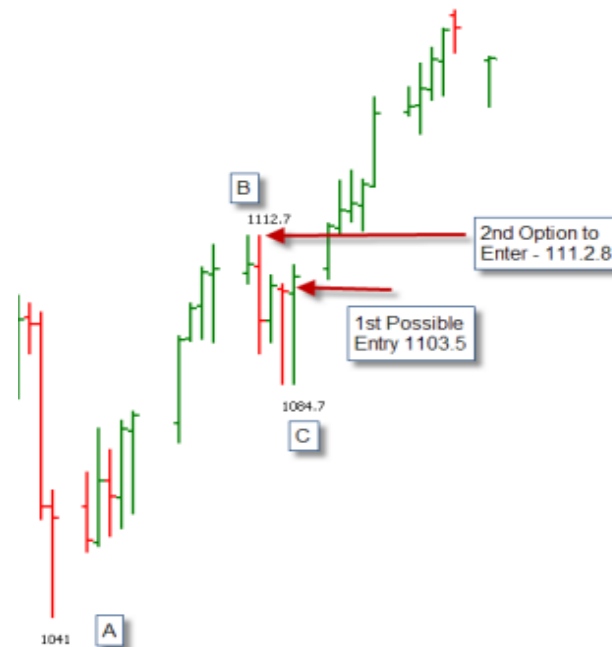 B
1112.7
2nd Option to
Enter - 111.2.8
1st Possible
Entry 1103.5
1084.7
C
A
1041